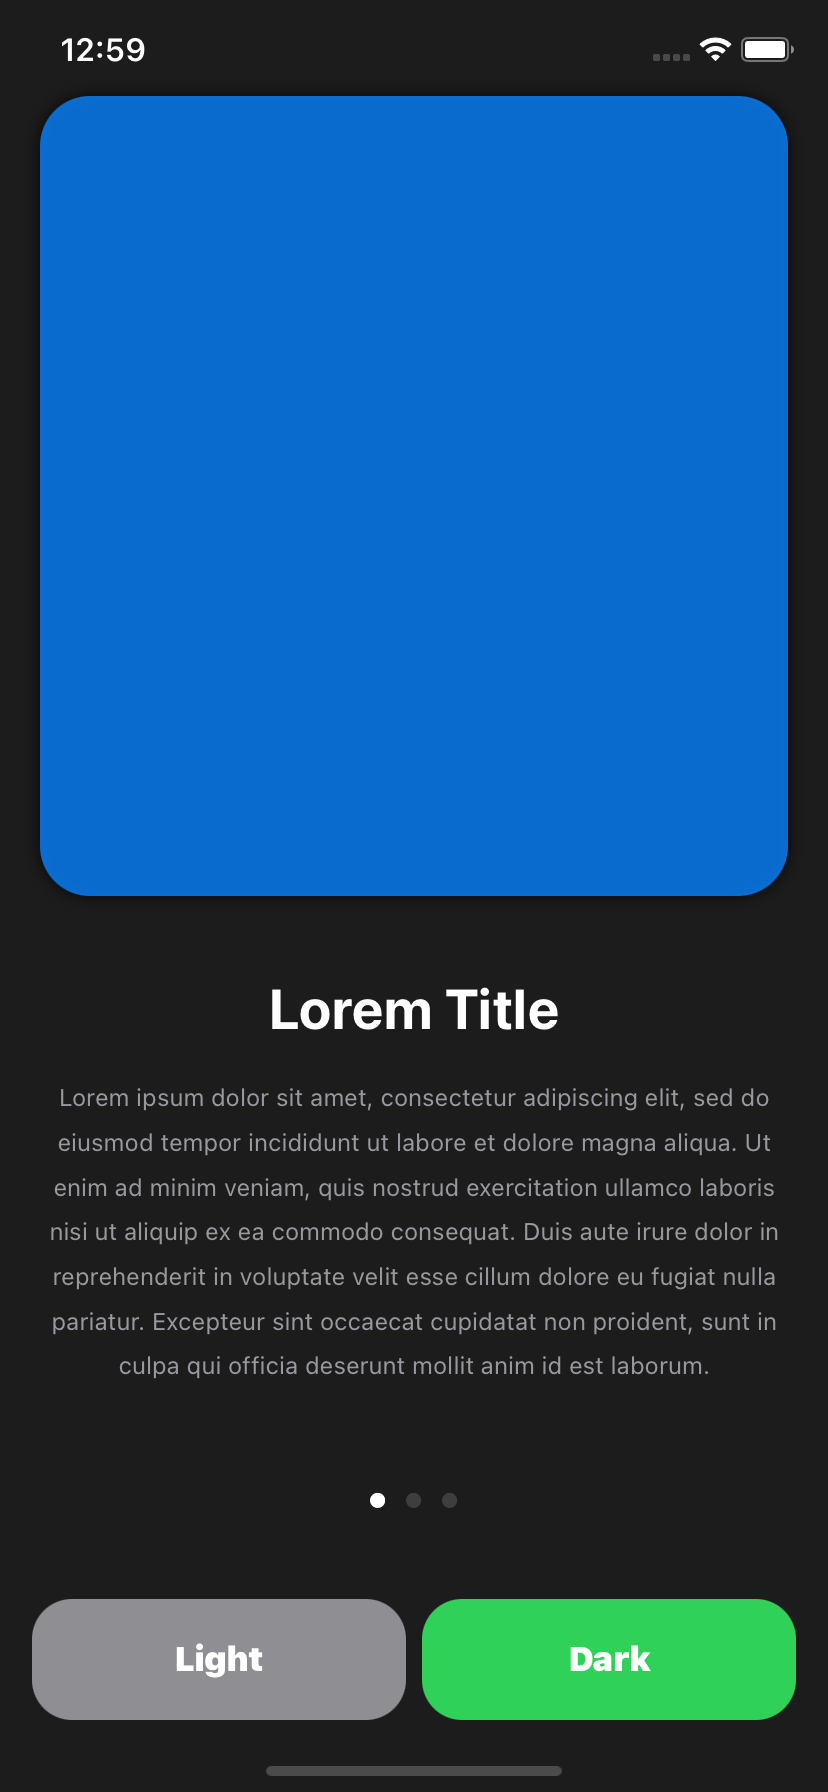 12:59
Lorem Title
Lorem ipsum dolor sit amet, consectetur adipiscing elit, sed do
eiusmod tempor incididunt ut labore et dolore magna aliqua. Ut
enim ad minim veniam, quis nostrud exercitation ullamco laboris
nisi ut aliquip ex ea commodo consequat. Duis aute irure dolor in
reprehenderit in voluptate velit esse cillum dolore eu fugiat nulla
pariatur. Excepteur sint occaecat cupidatat non proident, sunt in
culpa qui officia deserunt mollit anim id est laborum.
Light
Dark